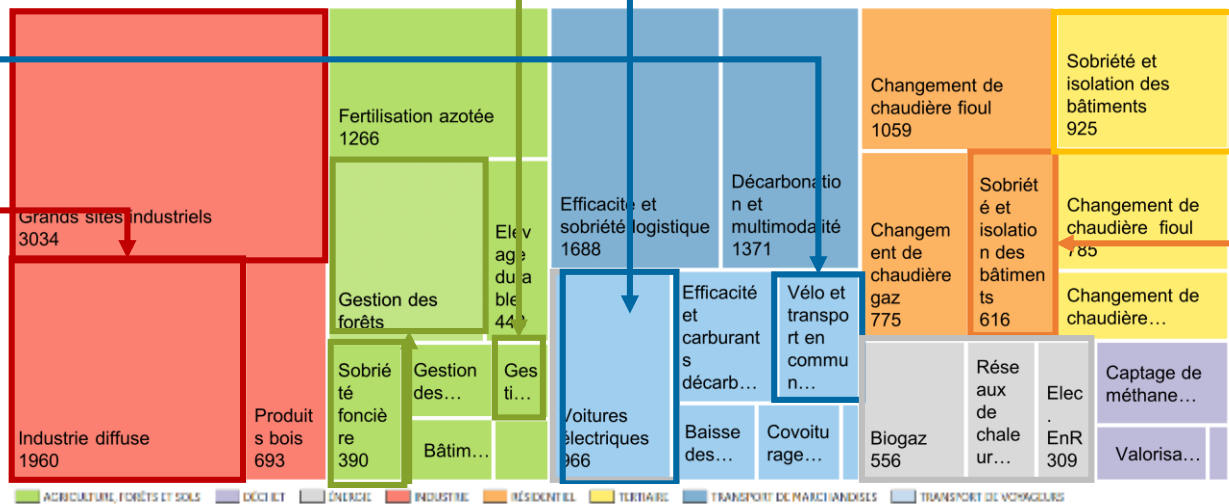 Grands sites industriels
3034
Industrie diffuse
1960
Produit
s bois
693
Fertilisation azotée
1266
Gestion des
forêts
Elev
age
dura
ble
Sobrié
té
fonciè
re
390
Gestion
des…
Ges
ti…
Bâtim…
Efficacité et
sobriété logistique
1688
Décarbonatio
n et
multimodalité
1371
Voitures
électriques
966
Efficacité
et
carburant
s
décarb…
Vélo et
transpo
rt en
commu
n…
Baisse
des…
Covoitu
rage…
Changement de
chaudière fioul
1059
Changem
ent de
chaudière
gaz
775
Sobriét
é et
isolatio
n des
bâtimen
ts
616
Sobriété et
isolation des
bâtiments
925
Changement de
chaudière fioul
785
Changement de
chaudière…
Biogaz
556
Rése
aux
de
chale
ur…
Elec
.
EnR
309
Captage de
méthane…
Valorisa…
AGRICULTURE, FORÊTS ET SOLS DÉCHET ÉNERGIE INDUSTRIE RÉSIDENTIEL TERTIAIRE TRANSPORT DE MARCHANDISES TRANSPORT DE VOYAGEURS